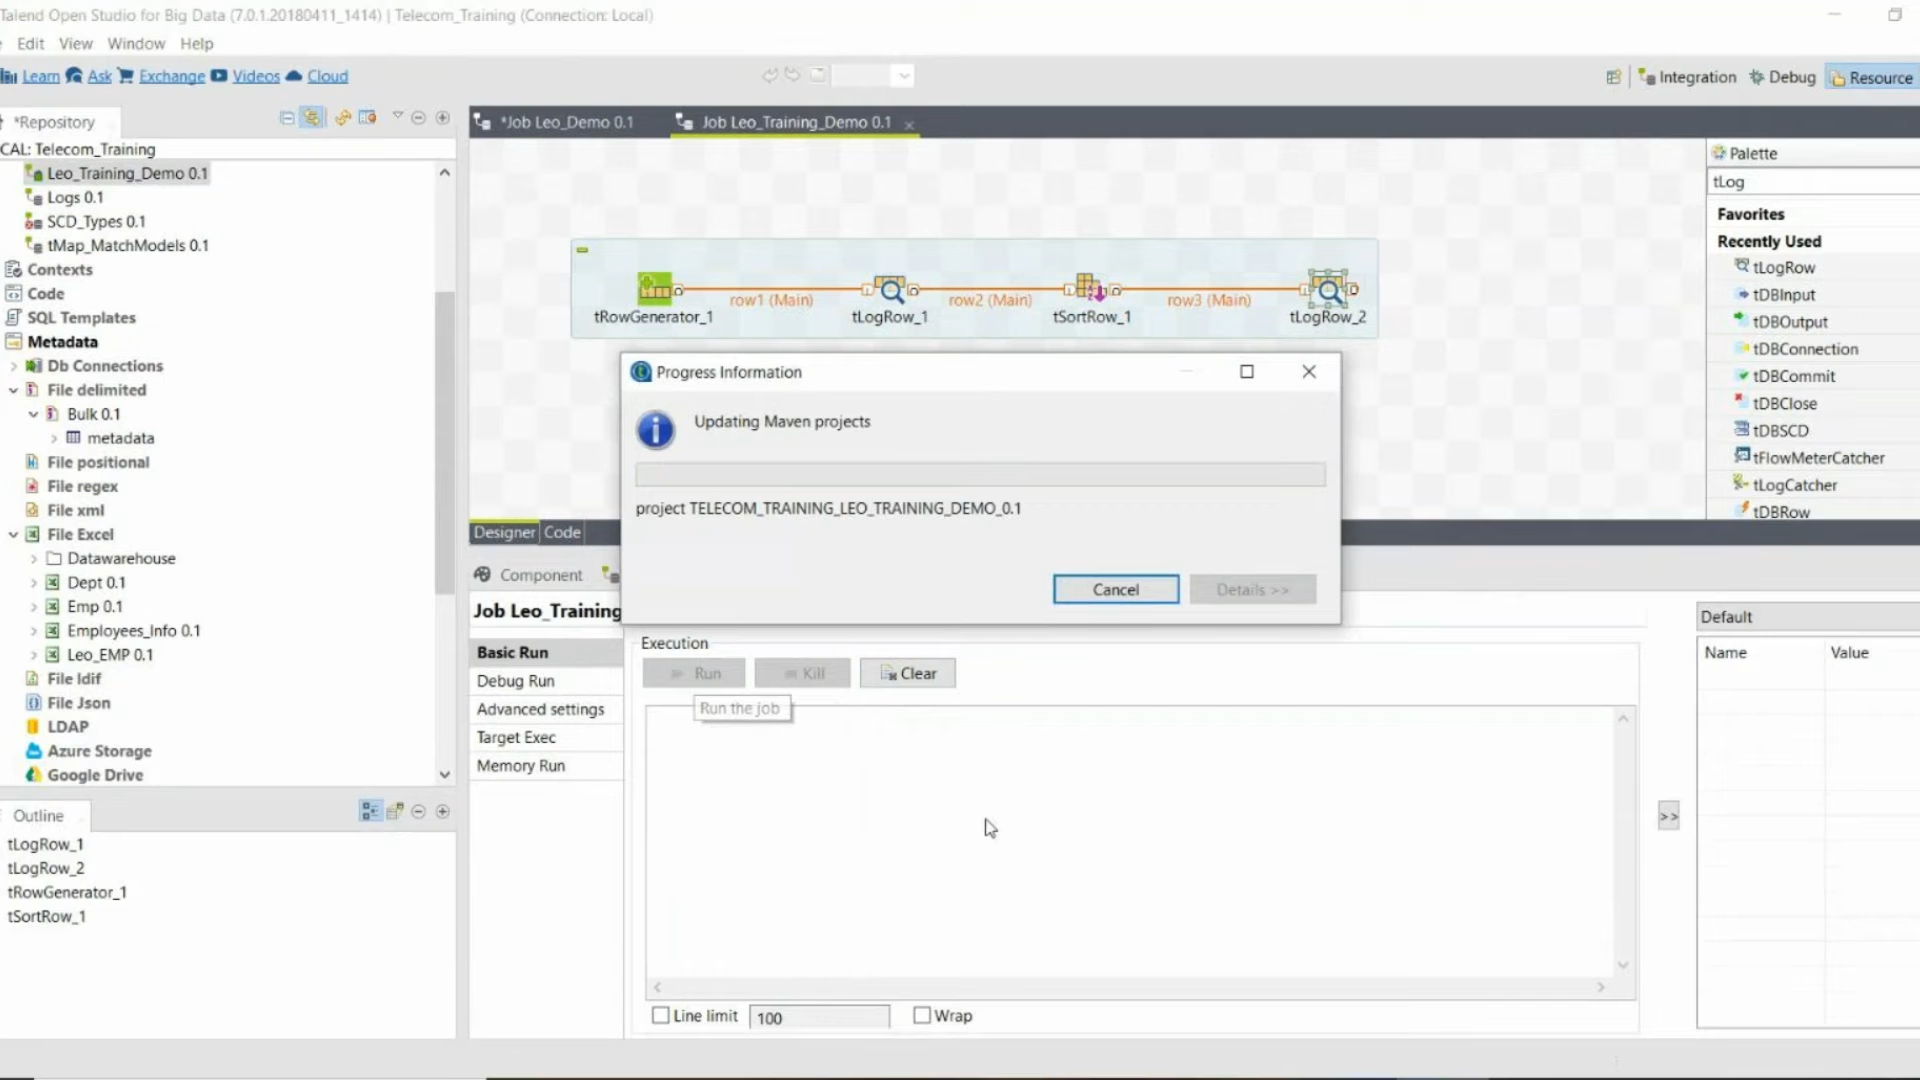 Talend Open Studio for Big Data (7.0.1.20180411_1414) | Telecom_Training (Connection: Local)
Edit View Window Help
Learn Ask Exchange Videos Cloud
Integration Debug Resource
*Repository
CAL: Telecom_Training
Leo_Training_Demo 0.1
Logs 0.1
SCD_Types 0.1
tMap_MatchModels 0.1
Contexts
Code
SQL Templates
Metadata
Db Connections
File delimited
Bulk 0.1
metadata
File positional
File regex
File xml
File Excel
Datawarehouse
Dept 0.1
Emp 0.1
Employees_Info 0.1
Leo_EMP 0.1
File ldif
File Json
LDAP
Azure Storage
Google Drive
Outline
tLogRow_1
tLogRow_2
tRowGenerator_1
tSortRow_1
*Job Leo_Demo 0.1
Job Leo_Training_Demo 0.1
row1 (Main)
row2 (Main)
row3 (Main)
tRowGenerator_1
tLogRow_1
tSortRow_1
tLogRow_2
Progress Information
Updating Maven projects
project TELECOM_TRAINING_LEO_TRAINING_DEMO_0.1
Cancel
Details >>
Designer Code
Component
Job Leo_Training
Basic Run
Debug Run
Advanced settings
Target Exec
Memory Run
Execution
Run
Kill
Clear
Run the job
Line limit
100
Wrap
>>
Palette
tLog
Favorites
Recently Used
tLogRow
tDBInput
tDBOutput
tDBConnection
tDBCommit
tDBClose
tDBSCD
tFlowMeterCatcher
tLogCatcher
tDBRow
Default
Name Value